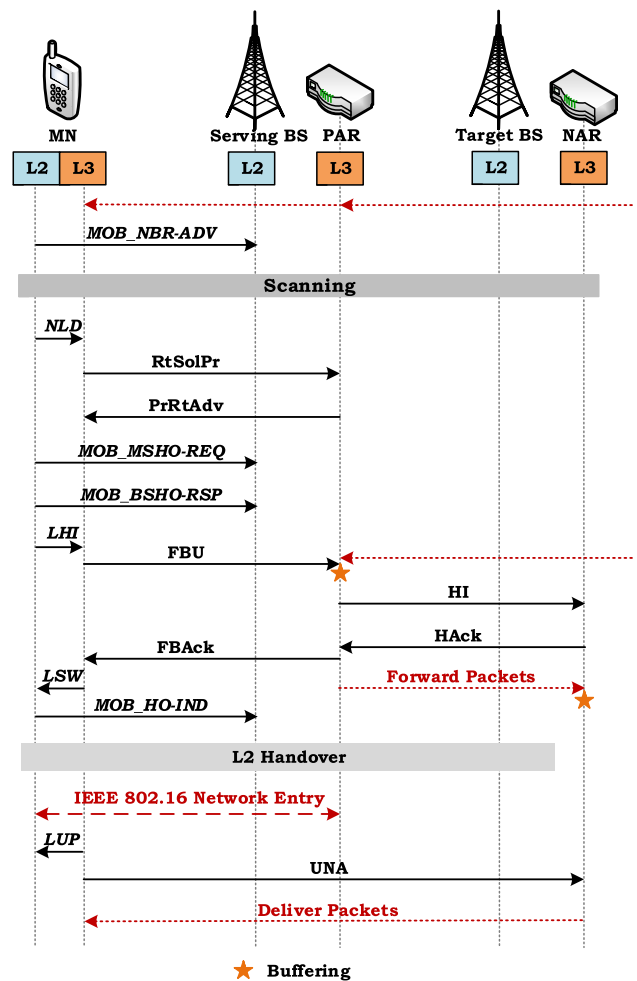 MN
Serving BS
PAR
Target BS
NAR
L2
L3
L2
L3
L2
L3
MOB_NBR-ADV
Scanning
NLD
RtSolPr
PrRtAdv
MOB_MSHO-REQ
MOB_BSHO-RSP
LHI
FBU
HI
HAck
FBAck
LSW
Forward Packets
MOB_HO-IND
L2 Handover
IEEE 802.16 Network Entry
LUP
UNA
Deliver Packets
Buffering